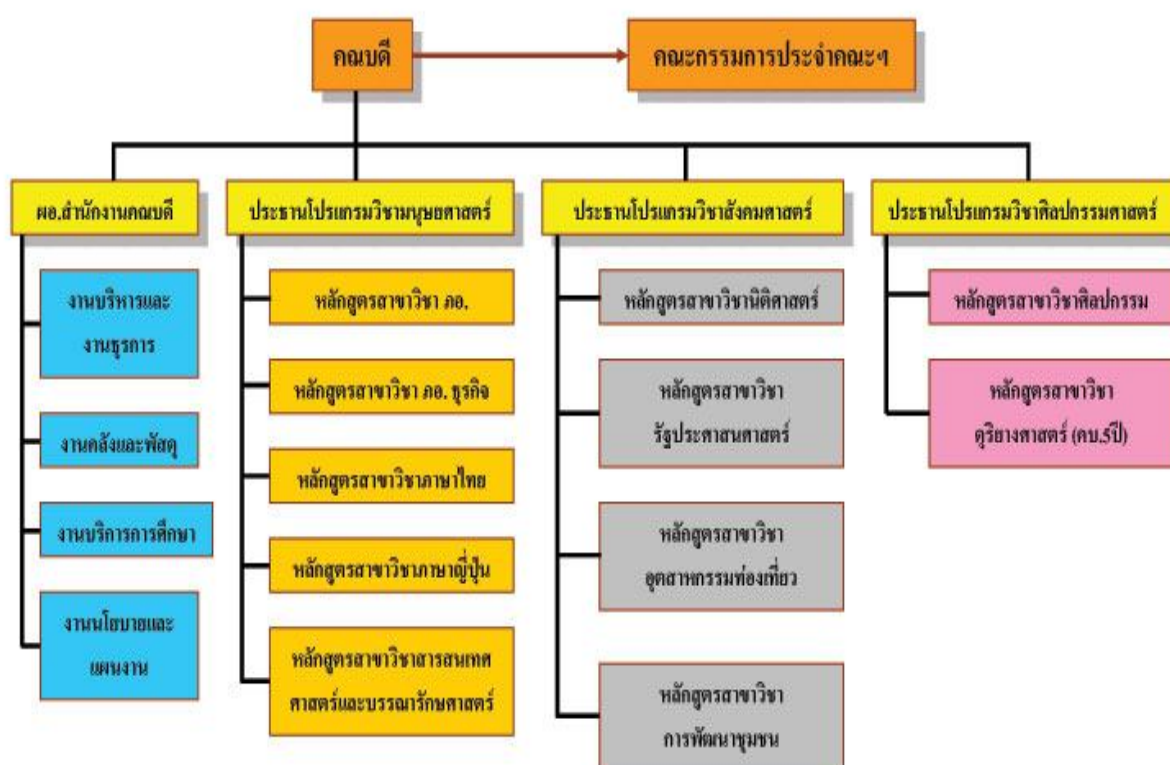 คณบดี
คณะกรรมการประจำคณะฯ
ผอ.สำนักงานคณบดี
ประธานโปรแกรมวิชามนุษยศาสตร์
ประธานโปรแกรมวิชาสังคมศาสตร์
ประธานโปรแกรมวิชาศิลปกรรมศาสตร์
งานบริหารและ
งานธุรการ
งานคลังและพัสดุ
งานบริการการศึกษา
งานนโยบายและ
แผนงาน
หลักสูตรสาขาวิชา ภอ.
หลักสูตรสาขาวิชา ภอ. ธุรกิจ
หลักสูตรสาขาวิชาภาษาไทย
หลักสูตรสาขาวิชาภาษาญี่ปุ่น
หลักสูตรสาขาวิชาสารสนเทศ
ศาสตร์และบรรณารักษศาสตร์
หลักสูตรสาขาวิชานิติศาสตร์
หลักสูตรสาขาวิชา
รัฐประศาสนศาสตร์
หลักสูตรสาขาวิชา
อุตสาหกรรมท่องเที่ยว
หลักสูตรสาขาวิชา
การพัฒนาชุมชน
หลักสูตรสาขาวิชาศิลปกรรม
หลักสูตรสาขาวิชา
ดุริยางศาสตร์ (คบ.5ปี)